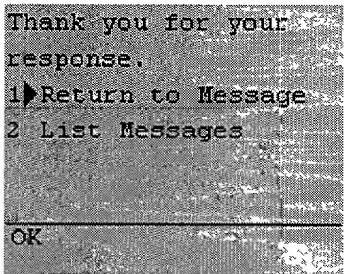 Thank you for your
response.
1▶Return to Message
2 List Messages
OK